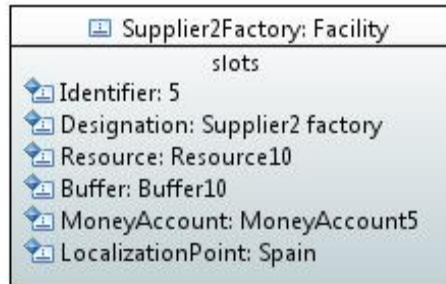 Supplier2Factory: Facility
slots
Identifier: 5
Designation: Supplier2 factory
Resource: Resource10
Buffer: Buffer10
MoneyAccount: MoneyAccount5
LocalizationPoint: Spain